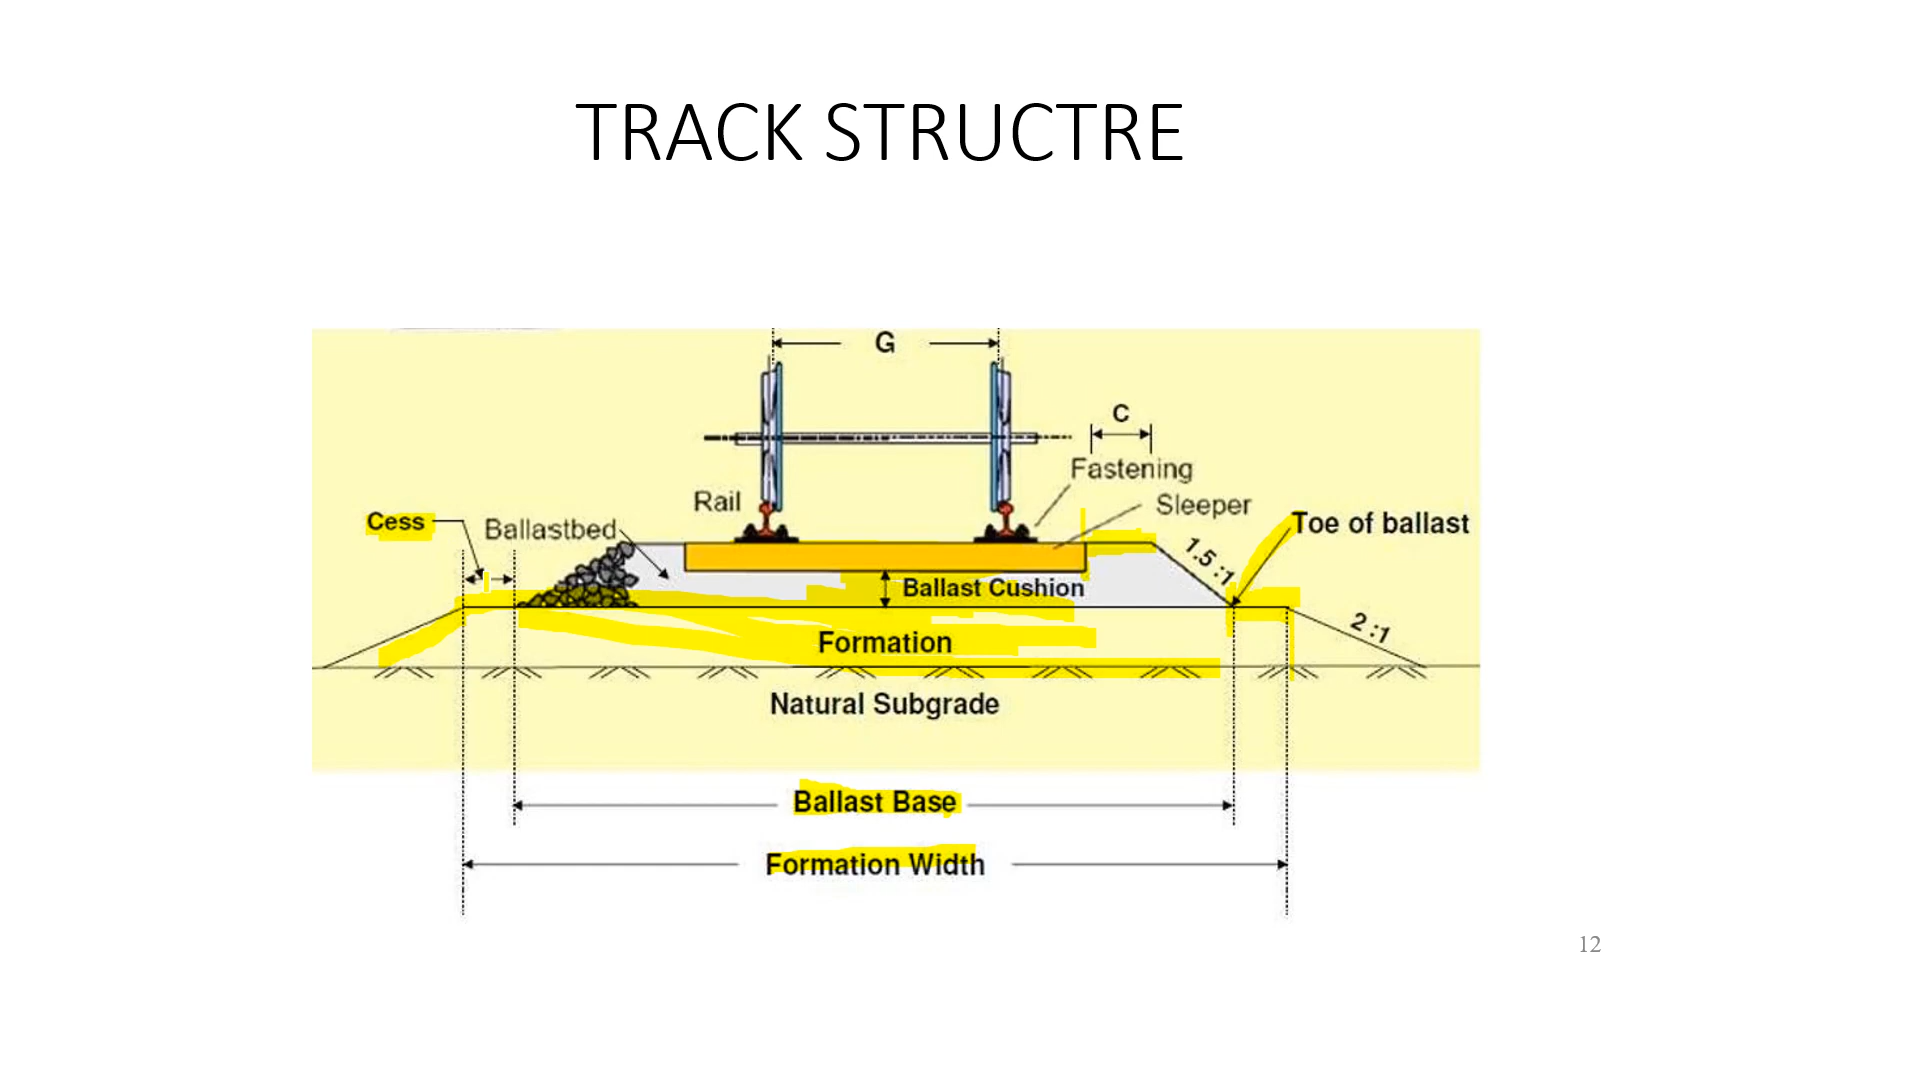 TRACK STRUCTRE
G
C
Fastening
Rail
Sleeper
Cess
Ballastbed
Toe of ballast
1.5 :1
Ballast Cushion
2 :1
Formation
Natural Subgrade
Ballast Base
Formation Width
12